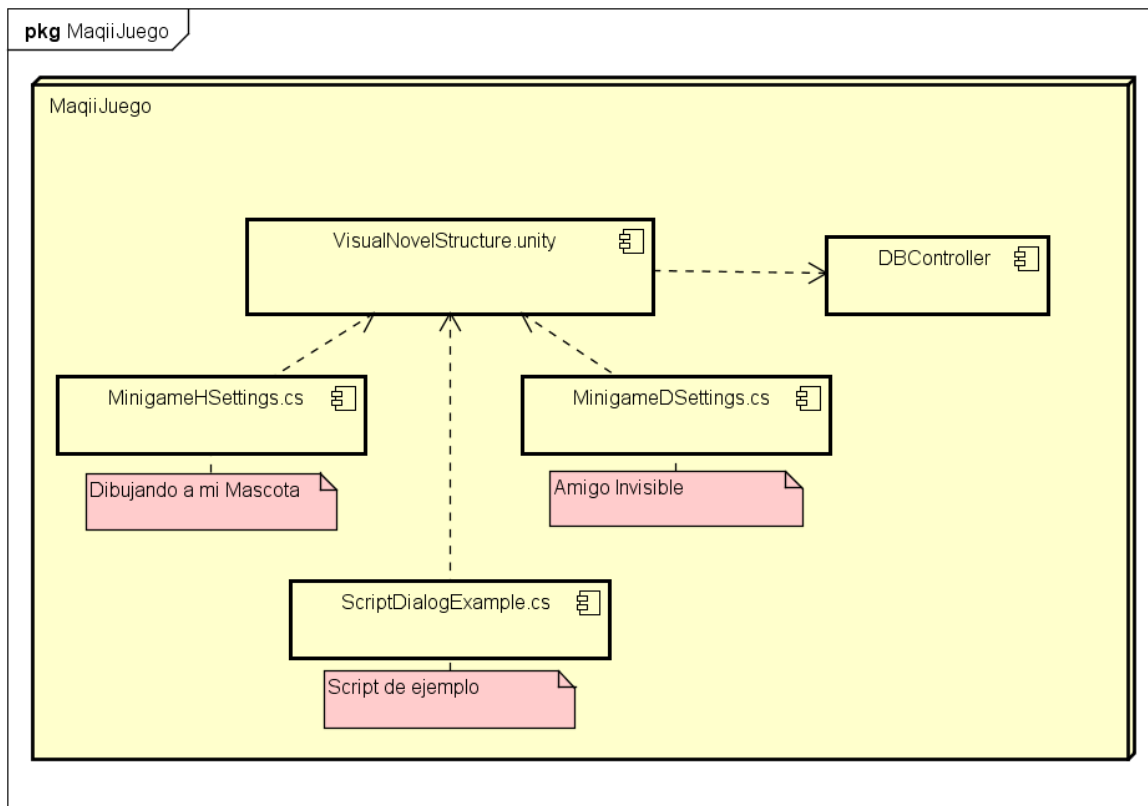 pkg MaqiiJuego
MaqiiJuego
VisualNovelStructure.unity
DBController
MinigameHSettings.cs
MinigameDSettings.cs
Dibujando a mi Mascota
Amigo Invisible
ScriptDialogExample.cs
Script de ejemplo